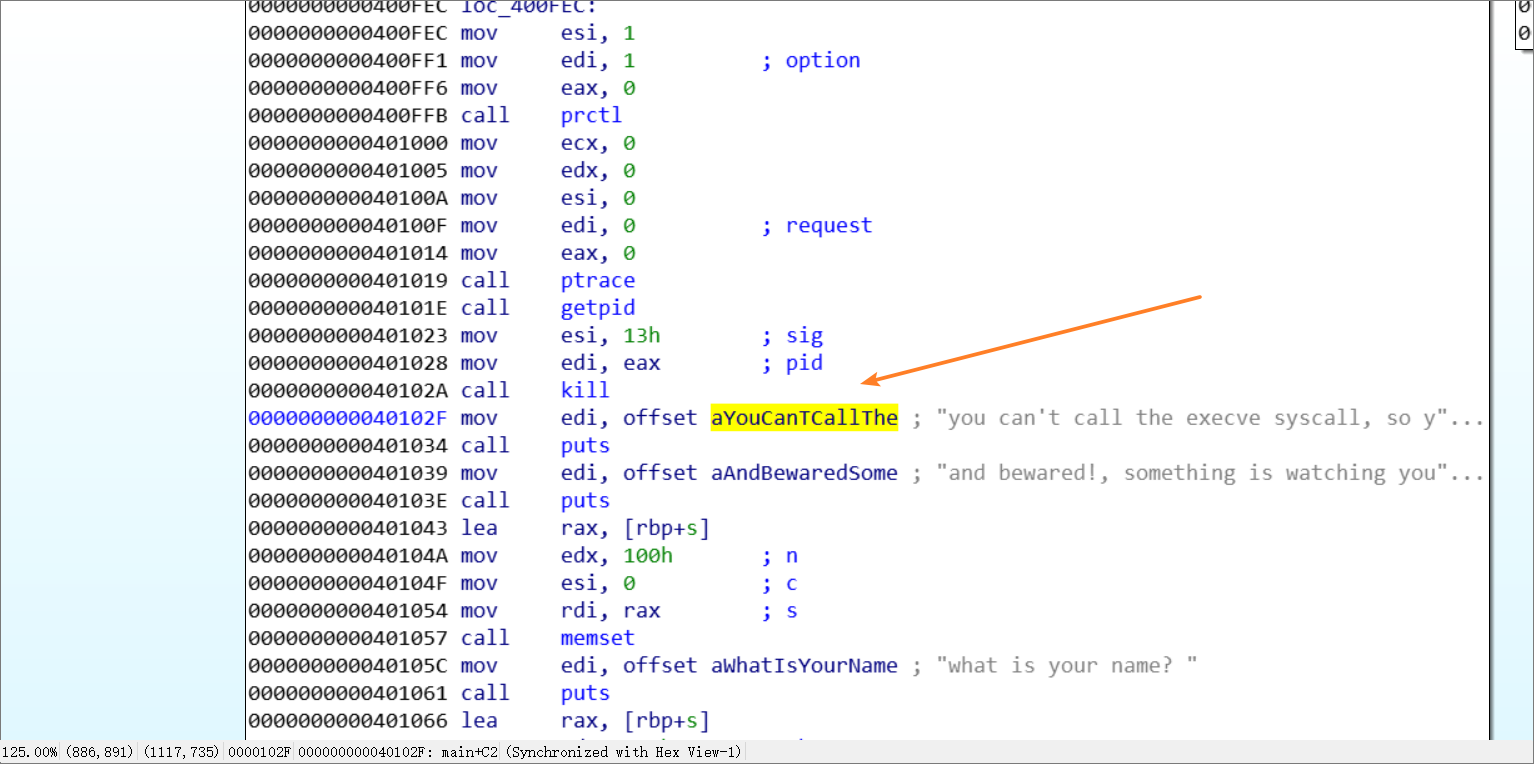 0000000000400FEC loc_400FEC:
0000000000400FEC mov esi, 1
0000000000400FF1 mov edi, 1 ; option
0000000000400FF6 mov eax, 0
0000000000400FFB call prctl
0000000000401000 mov ecx, 0
0000000000401005 mov edx, 0
000000000040100A mov esi, 0
000000000040100F mov edi, 0 ; request
0000000000401014 mov eax, 0
0000000000401019 call ptrace
000000000040101E call getpid
0000000000401023 mov esi, 13h ; sig
0000000000401028 mov edi, eax ; pid
000000000040102A call kill
000000000040102F mov edi, offset aYouCanTCallThe ; "you can't call the execve syscall, so y"...
0000000000401034 call puts
0000000000401039 mov edi, offset aAndBewaredSome ; "and bewared!, something is watching you"...
000000000040103E call puts
0000000000401043 lea rax, [rbp+s]
000000000040104A mov edx, 100h ; n
000000000040104F mov esi, 0 ; c
0000000000401054 mov rdi, rax ; s
0000000000401057 call memset
000000000040105C mov edi, offset aWhatIsYourName ; "what is your name? "
0000000000401061 call puts
0000000000401066 lea rax, [rbp+s]
125.00% (886,891) (1117,735) 0000102F 000000000040102F: main+C2 (Synchronized with Hex View-1)